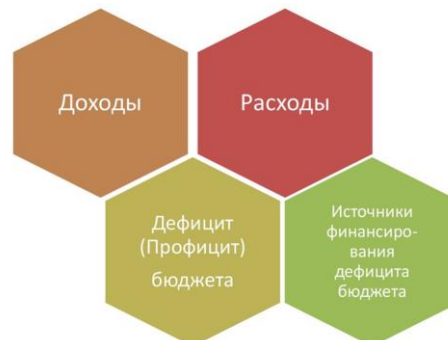 Доходы
Расходы
Дефицит
(Профицит)
бюджета
Источники
финансиро-
вания
дефицита
бюджета